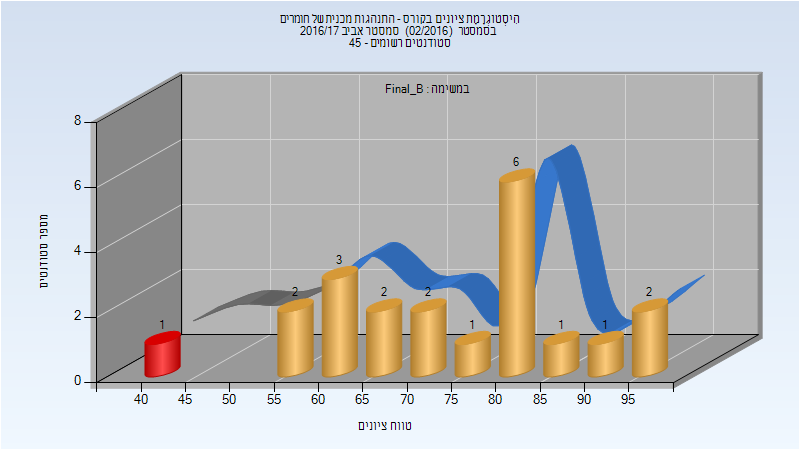 היסטוגרמת ציונים בקורס - התנהגות מכנית של חומרים
בסמסטר (02/2016) סמסטר אביב 2016/17
סטודנטים רשומים - 45
במשימה : Final_B
מספר סטודנטים
8
6
4
2
0
1
2
3
2
2
1
6
1
1
2
40 45 50 55 60 65 70 75 80 85 90 95
טווח ציונים